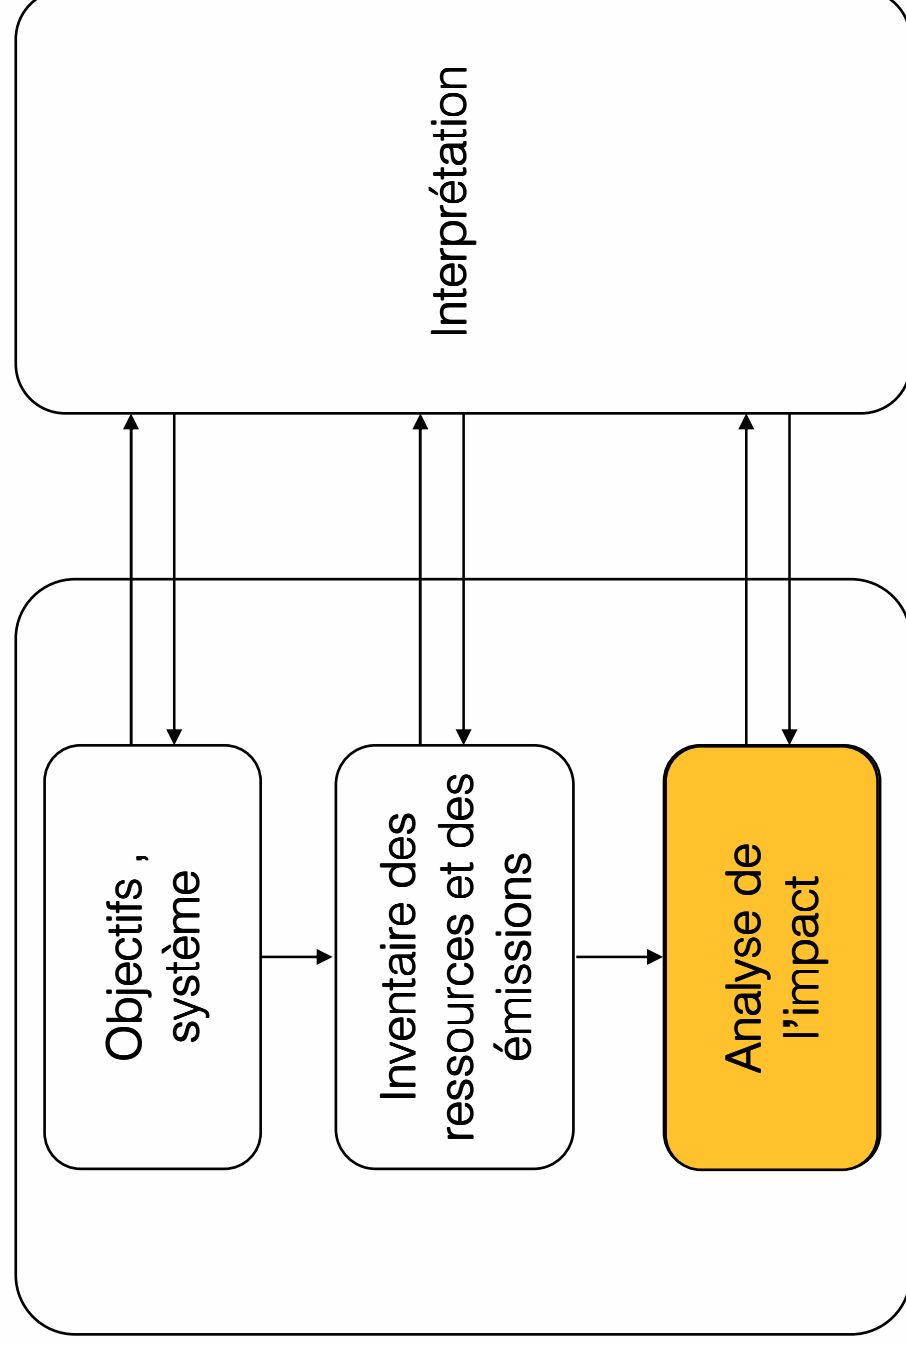 Objectifs ,
système
Inventaire des
ressources et des
émissions
Analyse de
l’impact
Interprétation